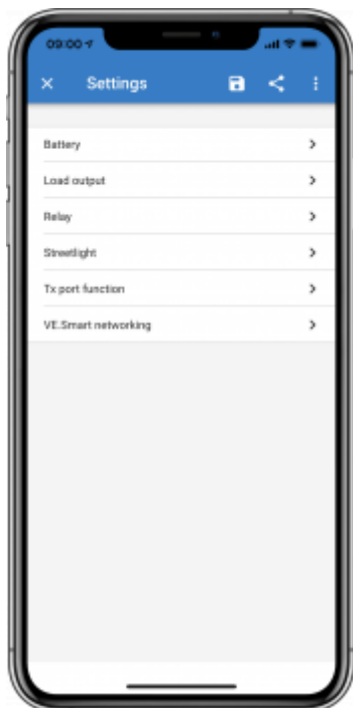 09:00
Settings
Battery
Load output
Relay
Streetlight
Tx port function
VE.Smart networking